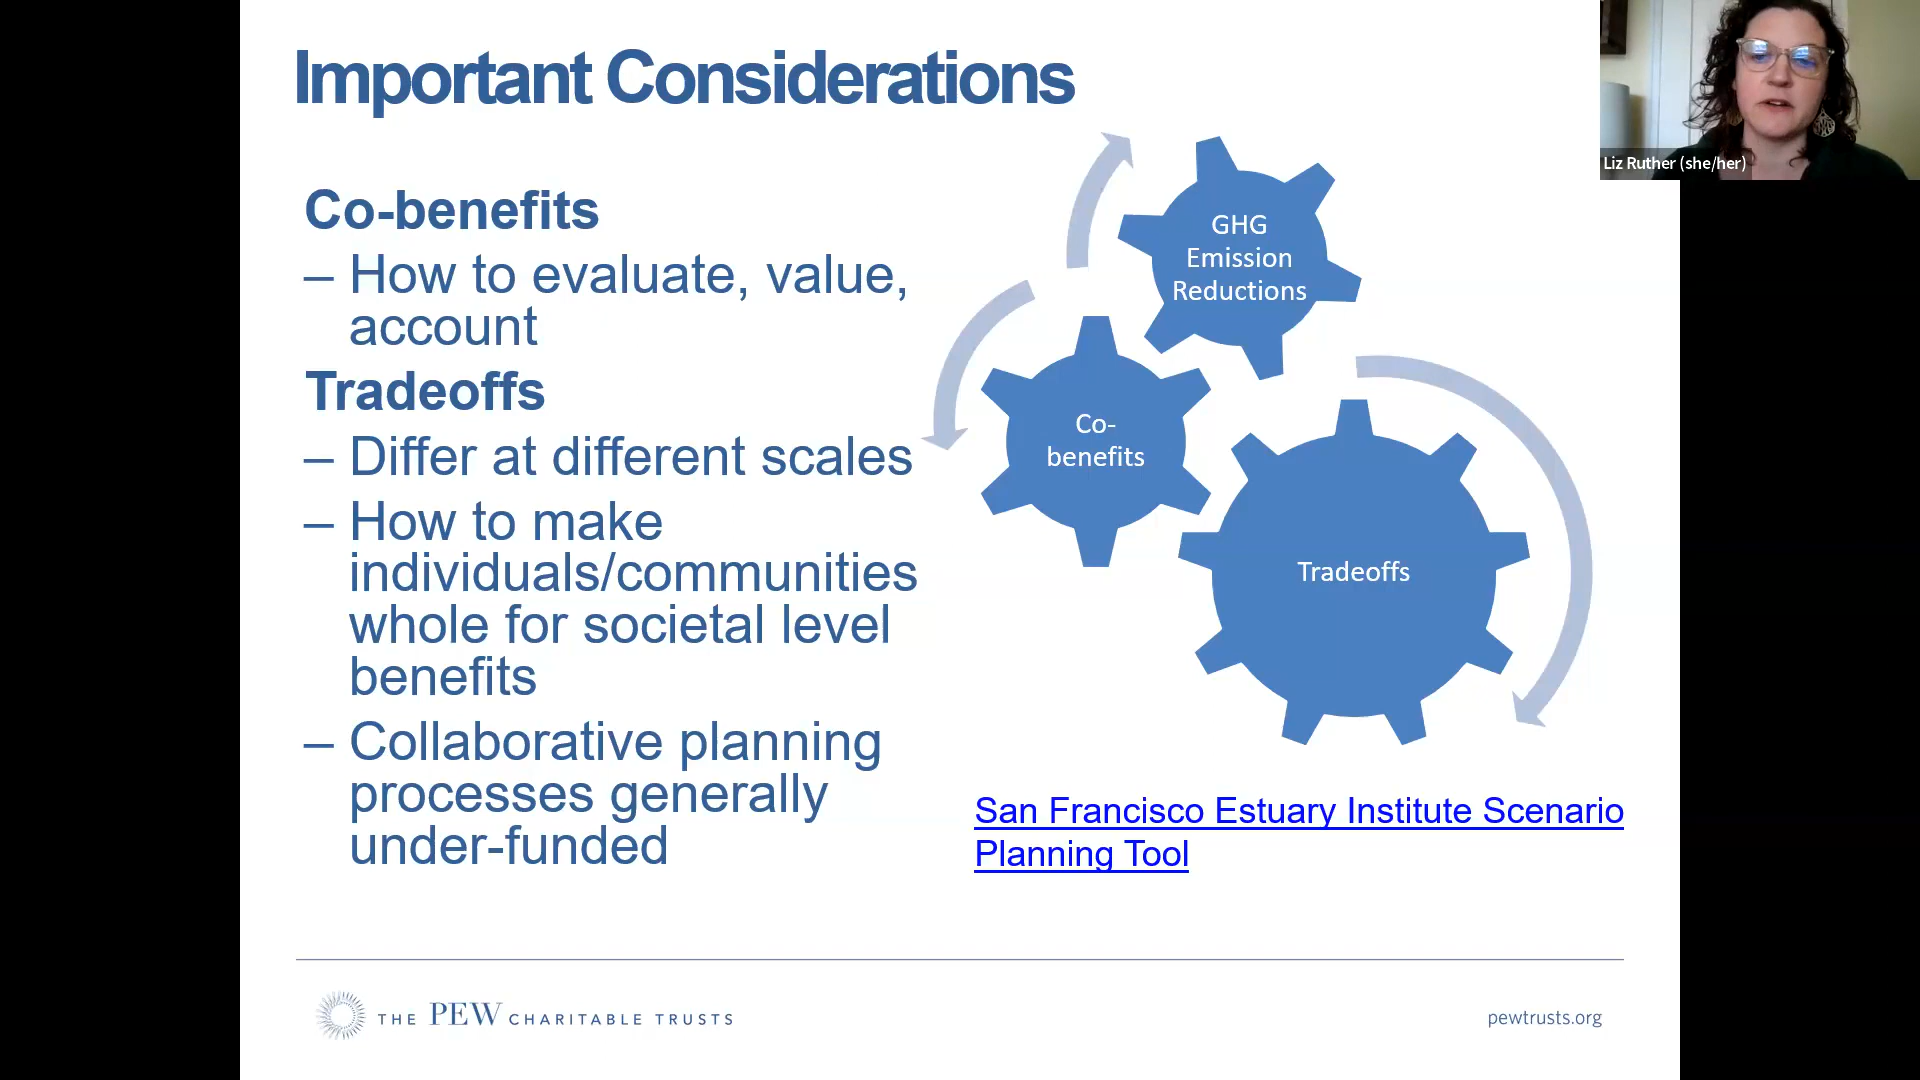 Important Considerations
Liz Ruther (she/her)
Co-benefits
– How to evaluate, value,
account
Tradeoffs
– Differ at different scales
– How to make
individuals/communities
whole for societal level
benefits
– Collaborative planning
processes generally
under-funded
GHG
Emission
Reductions
Co-
benefits
Tradeoffs
San Francisco Estuary Institute Scenario
Planning Tool
THE PEW CHARITABLE TRUSTS
pewtrusts.org